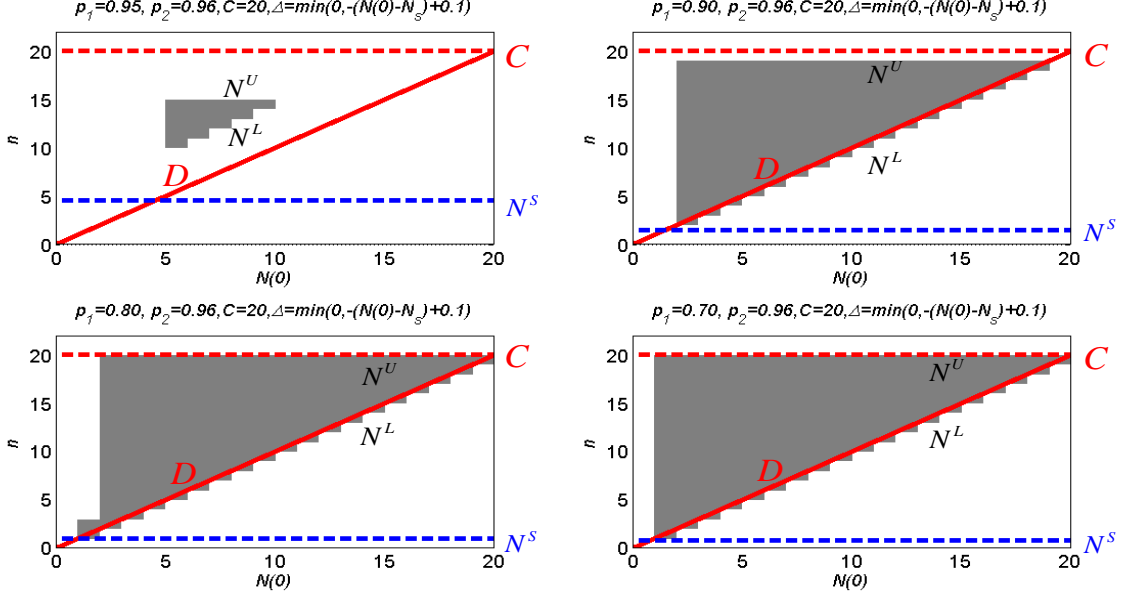 p_1=0.95, p_2=0.96,C=20,Δ=min(0,-(N(0)-N_s)+0.1)
20
15
10
5
0
n
C
N^U
N^L
D
N^S
0 5 10 15 20
N(0)
p_1=0.90, p_2=0.96,C=20,Δ=min(0,-(N(0)-N_s)+0.1)
20
15
10
5
0
n
C
N^U
D
N^L
N^S
0 5 10 15 20
N(0)
p_1=0.80, p_2=0.96,C=20,Δ=min(0,-(N(0)-N_s)+0.1)
20
15
10
5
0
n
C
N^U
N^L
D
N^S
0 5 10 15 20
N(0)
p_1=0.70, p_2=0.96,C=20,Δ=min(0,-(N(0)-N_s)+0.1)
20
15
10
5
0
n
C
N^U
N^L
D
N^S
0 5 10 15 20
N(0)